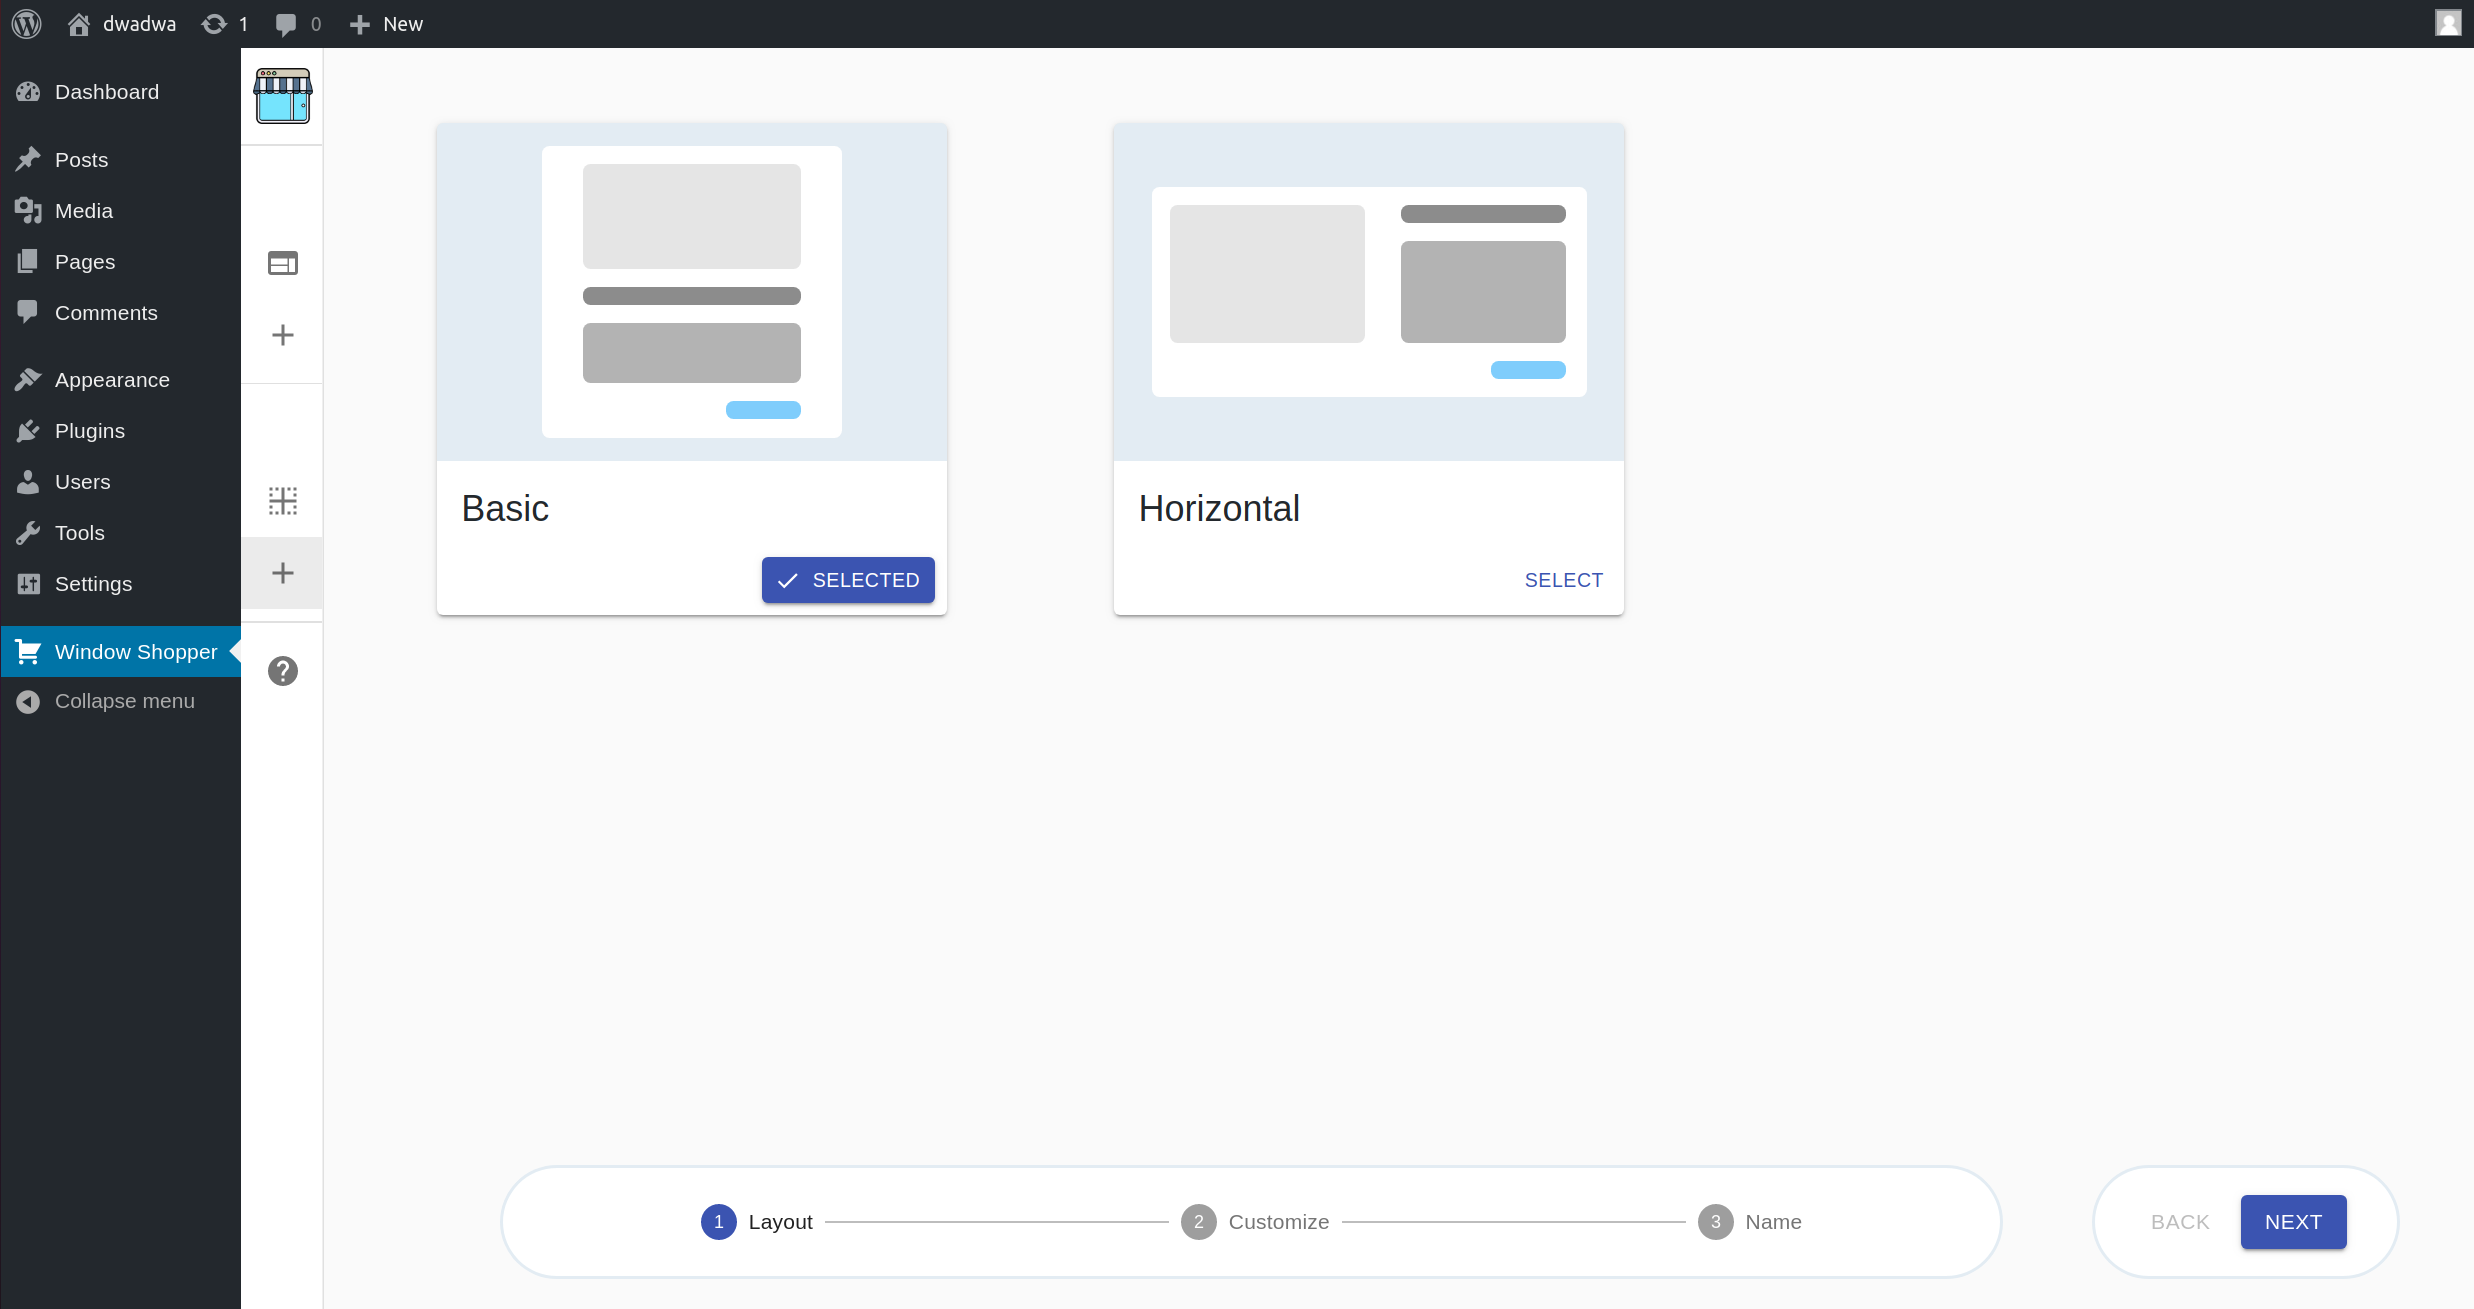 dwadwa 1 0 New
Dashboard
Posts
Media
Pages
Comments
Appearance
Plugins
Users
Tools
Settings
Window Shopper
Collapse menu
Basic
SELECTED
Horizontal
SELECT
1 Layout 2 Customize 3 Name
BACK NEXT